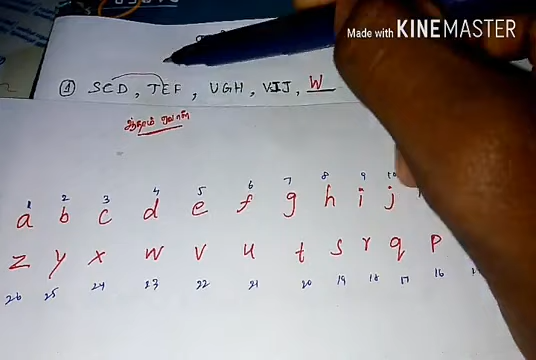 Made With KINEMASTER
① SCD, TEF, UGH, VIJ, W
1 2 3 4 5 6 7 8 9 10
a b c d e f g h i j
z y x w v u t s r q p
26 25 24 23 22 21 20 19 18 17 16